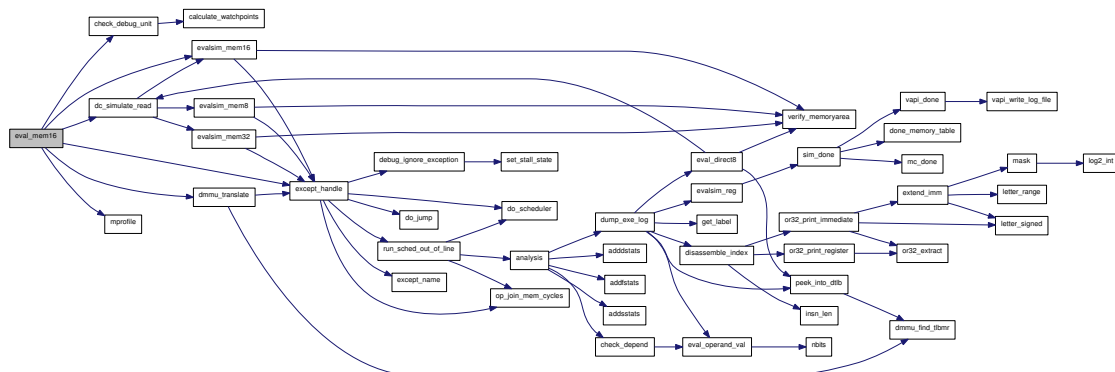 eval_mem16
check_debug_unit
calculate_watchpoints
evalsim_mem16
dc_simulate_read
evalsim_mem8
evalsim_mem32
dmmu_translate
mprofile
except_handle
debug_ignore_exception
set_stall_state
do_jump
do_scheduler
run_sched_out_of_line
except_name
op_join_mem_cycles
analysis
dump_exe_log
adddstats
addfstats
addsstats
check_depend
eval_direct8
evalsim_reg
get_label
disassemble_index
eval_operand_val
verify_memoryarea
sim_done
or32_print_immediate
or32_print_register
peek_into_dtlb
insn_len
nbits
vapi_done
vapi_write_log_file
done_memory_table
mc_done
extend_imm
or32_extract
dmmu_find_tlbmr
mask
log2_int
letter_range
letter_signed